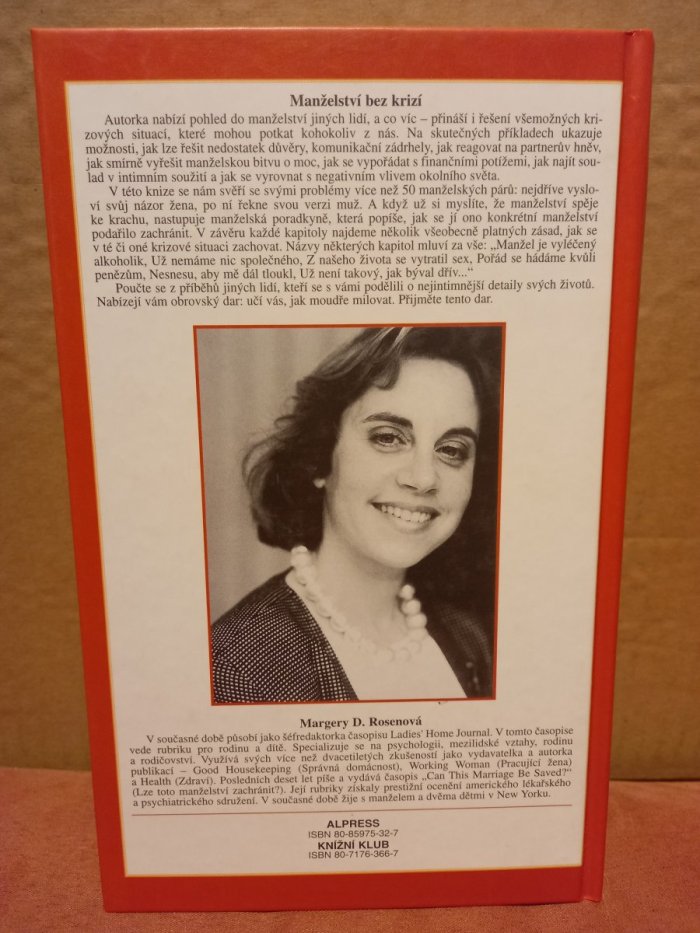 Manželství bez krizí
Autorka nabízí pohled do manželství jiných lidí, a co víc – přináší i řešení všemožných kri-
zových situací, které mohou potkat kohokoliv z nás. Na skutečných příkladech ukazuje
možnosti, jak lze řešit nedostatek důvěry, komunikační zádrhely, jak reagovat na partnerův hněv,
jak smírně vyřešit manželskou bitvu o moc, jak se vypořádat s finančními potížemi, jak najít sou-
lad v intimním soužití a jak se vyrovnat s negativním vlivem okolního světa.
V této knize se nám svěří se svými problémy více než 50 manželských párů: nejdříve vyslo-
ví svůj názor žena, po ní řekne svou verzi muž. A když už si myslíte, že manželství spěje
ke krachu, nastupuje manželská poradkyně, která popíše, jak se jí ono konkrétní manželství
podařilo zachránit. V závěru každé kapitoly najdeme několik všeobecně platných zásad, jak se
v té či oné krizové situaci zachovat. Názvy některých kapitol mluví za vše: „Manžel je vyléčený
alkoholik, Už nemáme nic společného, Z našeho života se vytratil sex, Pořád se hádáme kvůli
penězům, Nesnesu, aby mě dál tloukl, Už není takový, jak býval dřív..."
Poučte se z příběhů jiných lidí, kteří se s vámi podělili o nejintimnější detaily svých životů.
Nabízejí vám obrovský dar: učí vás, jak moudře milovat. Přijměte tento dar.
Margery D. Rosenová
V současné době působí jako šéfredaktorka časopisu Ladies' Home Journal. V tomto časopise
vede rubriku pro rodinu a dítě. Specializuje se na psychologii, mezilidské vztahy, rodinu
a rodičovství. Využívá svých více než dvacetiletých zkušeností jako vydavatelka a autorka
publikací – Good Housekeeping (Správná domácnost), Working Woman (Pracující žena)
a Health (Zdraví). Posledních deset let píše a vydává časopis „Can This Marriage Be Saved?"
(Lze toto manželství zachránit?). Její rubriky získaly prestižní ocenění amerického lékařského
a psychiatrického sdružení. V současné době žije s manželem a dvěma dětmi v New Yorku.
ALPRESS
ISBN 80-85975-32-7
KNIŽNÍ KLUB
ISBN 80-7176-366-7